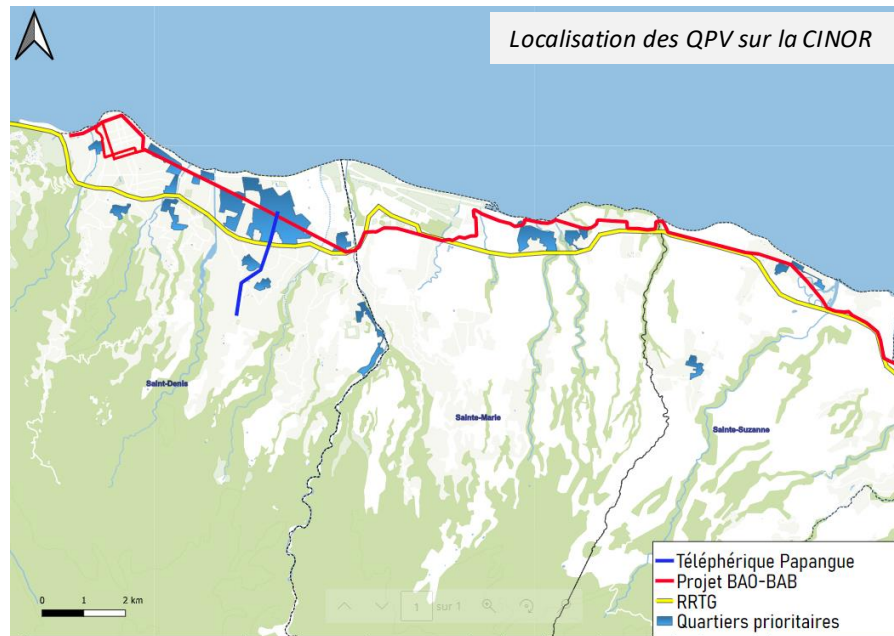 Localisation des QPV sur la CINOR
Saint-Denis
Sainte-Marie
Sainte-Suzanne
Téléphérique Papangue
Projet BAO-BAB
RRTG
Quartiers prioritaires
0 1 2 km
1 sur 1